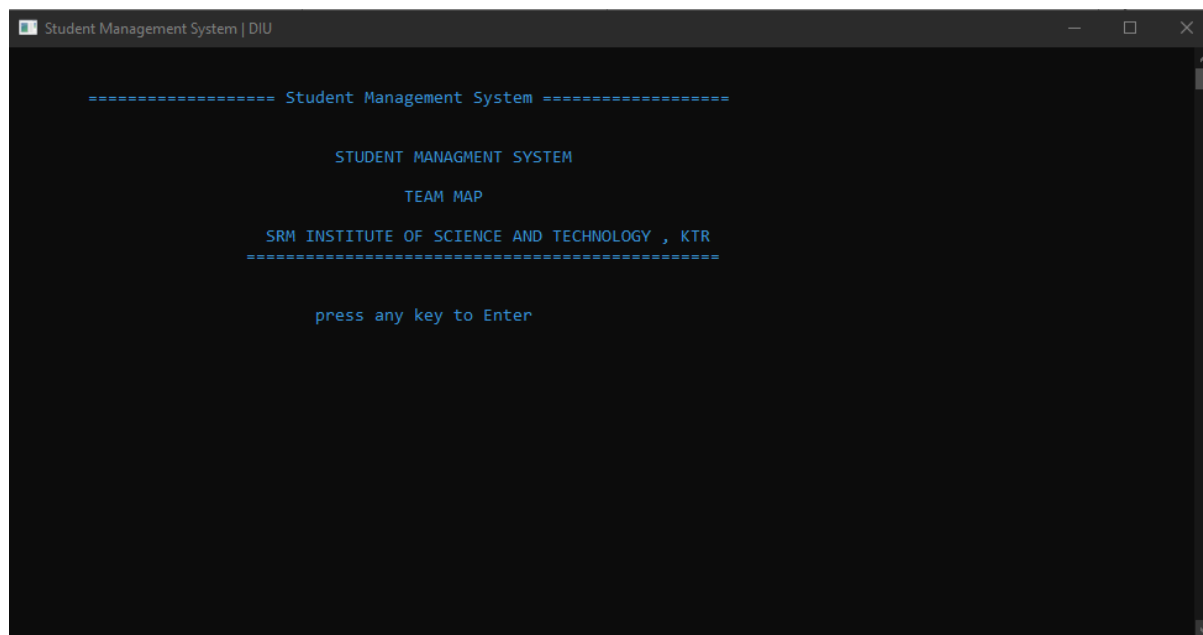 Student Management System | DIU
=================== Student Management System ===================
STUDENT MANAGMENT SYSTEM
TEAM MAP
SRM INSTITUTE OF SCIENCE AND TECHNOLOGY , KTR
================================================
press any key to Enter